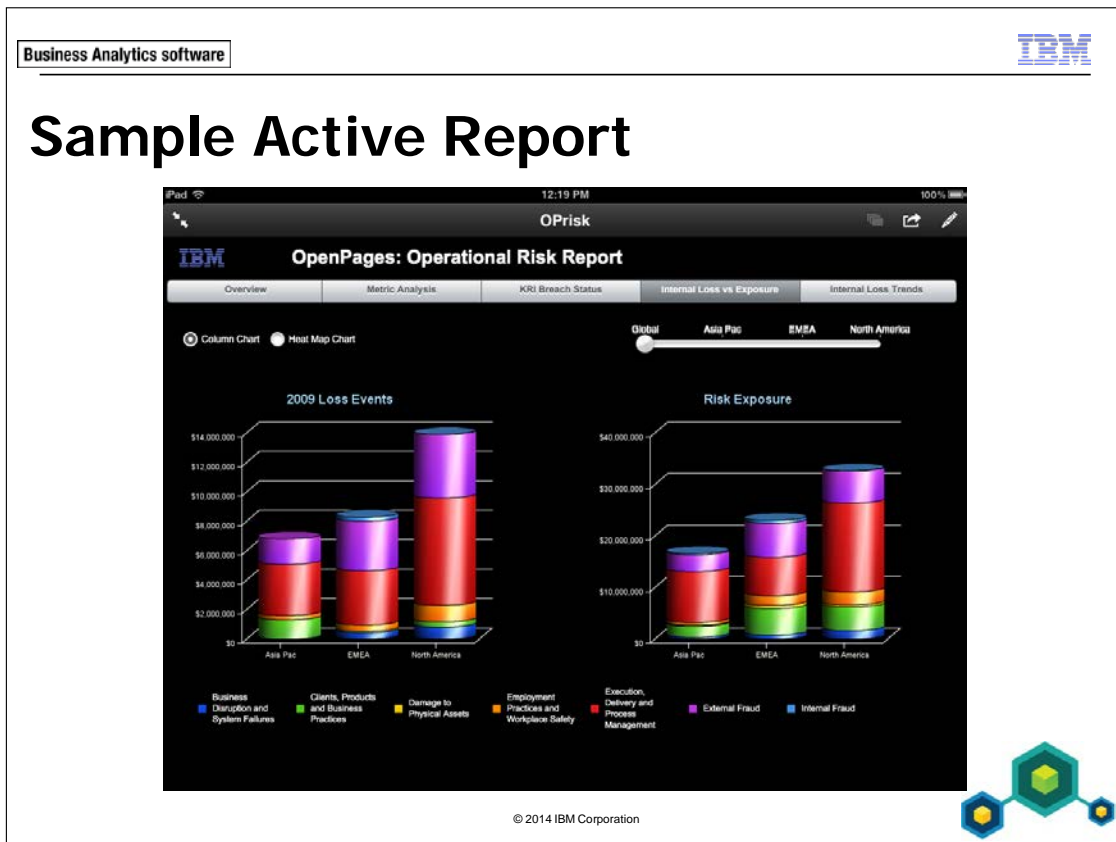 Business Analytics software
IBM
Sample Active Report
iPad
12:19 PM
100%
OPrisk
IBM
OpenPages: Operational Risk Report
Overview
Metric Analysis
KRI Breach Status
Internal Loss vs Exposure
Internal Loss Trends
Column Chart
Heat Map Chart
Global
Asia Pac
EMEA
North America
2009 Loss Events
$14,000,000
$12,000,000
$10,000,000
$8,000,000
$6,000,000
$4,000,000
$2,000,000
$0
Asia Pac
EMEA
North America
Risk Exposure
$40,000,000
$30,000,000
$20,000,000
$10,000,000
$0
Asia Pac
EMEA
North America
Business
Disruption and
System Failures
Clients, Products
and Business
Practices
Damage to
Physical Assets
Employment
Practices and
Workplace Safety
Execution,
Delivery and
Process
Management
External Fraud
Internal Fraud
© 2014 IBM Corporation